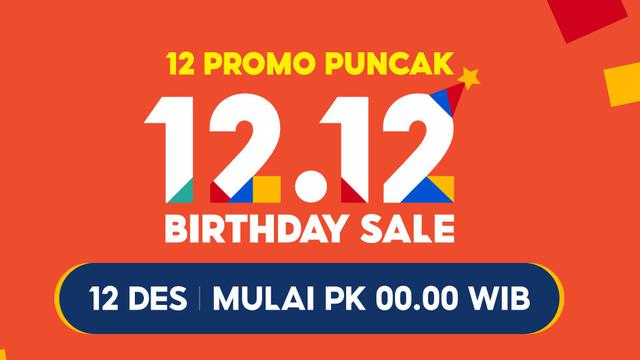 12 PROMO PUNCAK
12.12
BIRTHDAY SALE
12 DES | MULAI PK 00.00 WIB